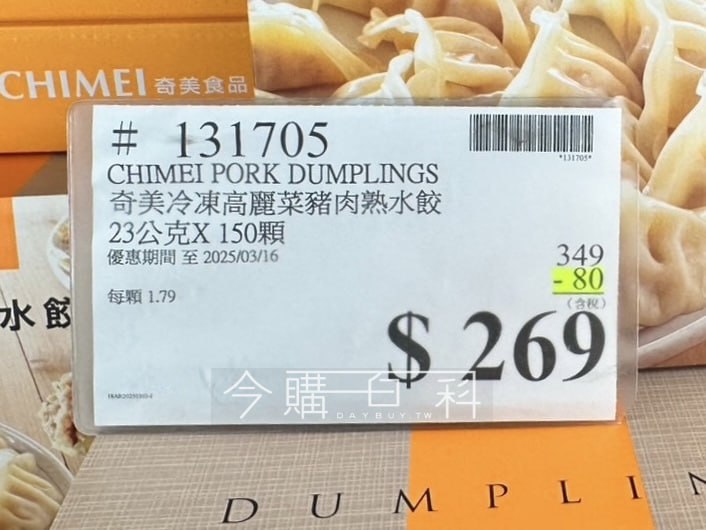 CHIMEI 奇美食品
# 131705
*131705*
CHIMEI PORK DUMPLINGS
奇美冷凍高麗菜豬肉熟水餃
23公克X 150顆
優惠期間 至 2025/03/16
349
- 80
(含稅)
每顆 1.79
$ 269
水餃
今購百科
DAYBUY.TW
DUMPLIN